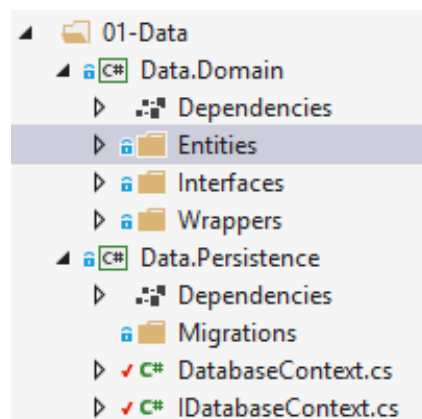 01-Data
C# Data.Domain
Dependencies
Entities
Interfaces
Wrappers
C# Data.Persistence
Dependencies
Migrations
C# DatabaseContext.cs
C# IDatabaseContext.cs